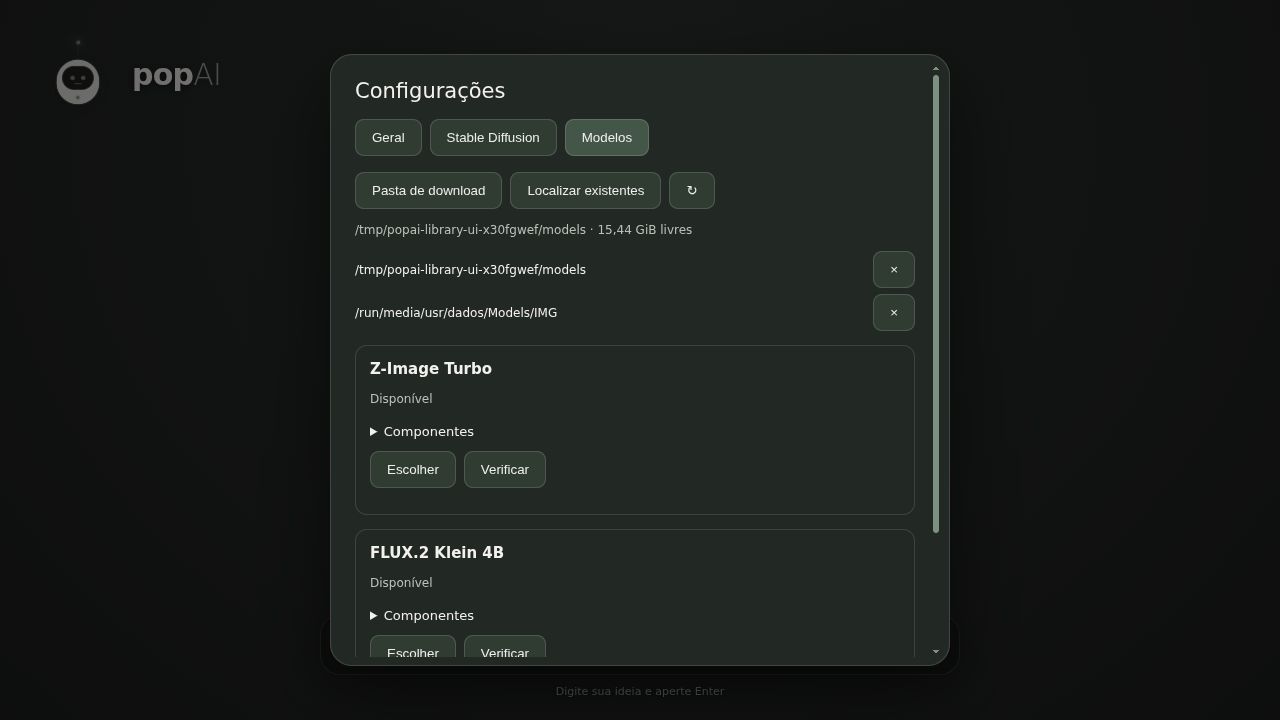 popAI
Configurações
Geral Stable Diffusion Modelos
Pasta de download Localizar existentes ↻
/tmp/popai-library-ui-x30fgwef/models · 15,44 GiB livres
/tmp/popai-library-ui-x30fgwef/models ×
/run/media/usr/dados/Models/IMG ×
Z-Image Turbo
Disponível
▶ Componentes
Escolher Verificar
FLUX.2 Klein 4B
Disponível
▶ Componentes
Escolher Verificar
Digite sua ideia e aperte Enter